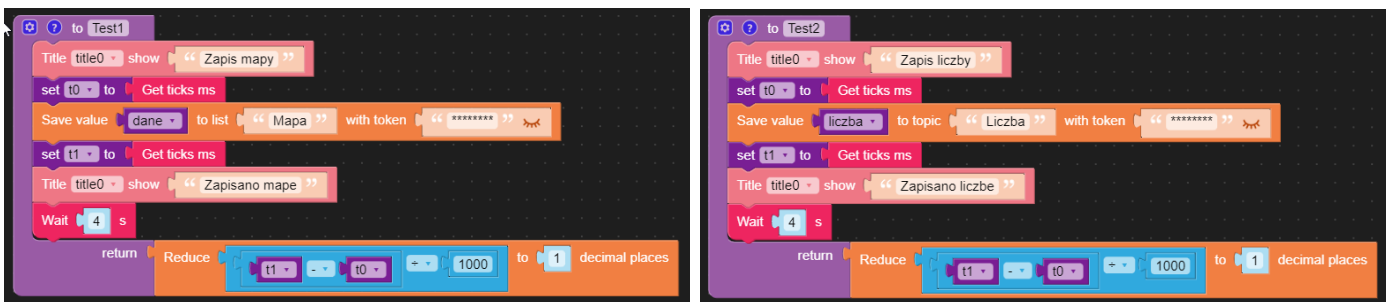 to Test1
Title title0 show “ Zapis mapy ”
set t0 to Get ticks ms
Save value dane to list “ Mapa ” with token “ ******** ”
set t1 to Get ticks ms
Title title0 show “ Zapisano mape ”
Wait 4 s
return Reduce t1 - t0 ÷ 1000 to 1 decimal places
to Test2
Title title0 show “ Zapis liczby ”
set t0 to Get ticks ms
Save value liczba to topic “ Liczba ” with token “ ******** ”
set t1 to Get ticks ms
Title title0 show “ Zapisano liczbe ”
Wait 4 s
return Reduce t1 - t0 ÷ 1000 to 1 decimal places